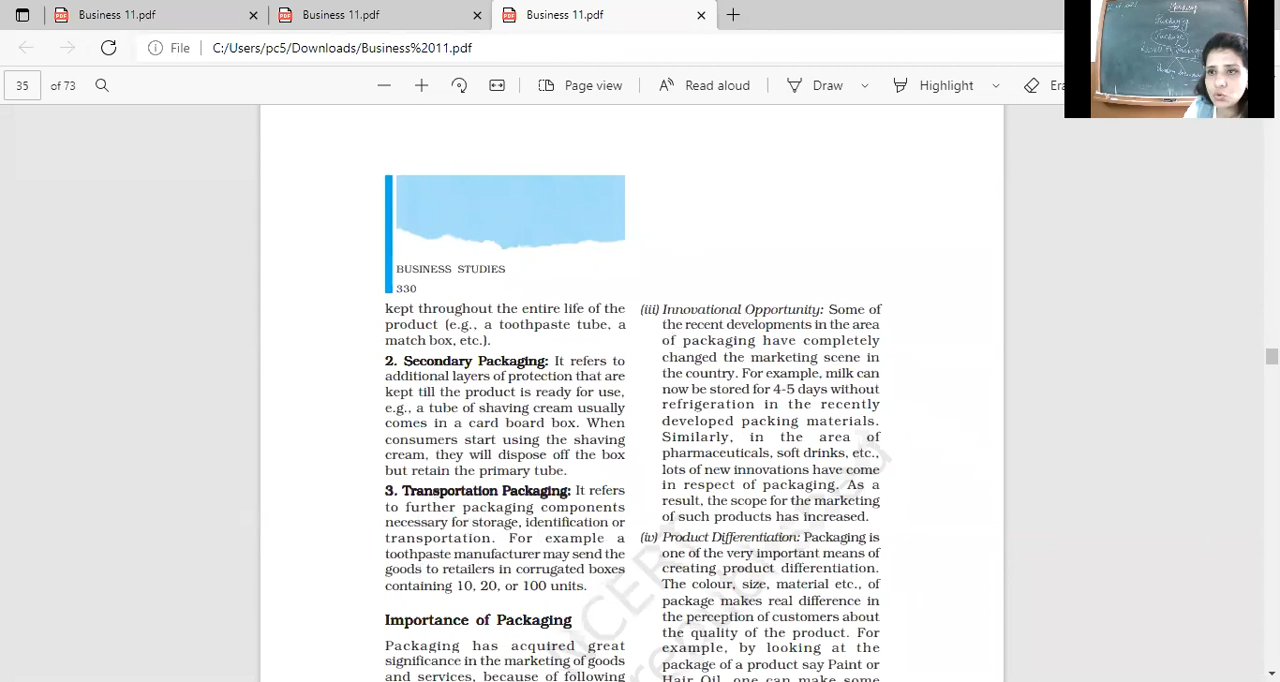 Business 11.pdf
Business 11.pdf
Business 11.pdf
File
C:/Users/pc5/Downloads/Business%2011.pdf
35 of 73
Page view
Read aloud
Draw
Highlight
Era
BUSINESS STUDIES
330
kept throughout the entire life of the
product (e.g., a toothpaste tube, a
match box, etc.).
2. Secondary Packaging: It refers to
additional layers of protection that are
kept till the product is ready for use,
e.g., a tube of shaving cream usually
comes in a card board box. When
consumers start using the shaving
cream, they will dispose off the box
but retain the primary tube.
3. Transportation Packaging: It refers
to further packaging components
necessary for storage, identification or
transportation. For example a
toothpaste manufacturer may send the
goods to retailers in corrugated boxes
containing 10, 20, or 100 units.
Importance of Packaging
Packaging has acquired great
significance in the marketing of goods
and services, because of following
(iii) Innovational Opportunity: Some of
the recent developments in the area
of packaging have completely
changed the marketing scene in
the country. For example, milk can
now be stored for 4-5 days without
refrigeration in the recently
developed packing materials.
Similarly, in the area of
pharmaceuticals, soft drinks, etc.,
lots of new innovations have come
in respect of packaging. As a
result, the scope for the marketing
of such products has increased.
(iv) Product Differentiation: Packaging is
one of the very important means of
creating product differentiation.
The colour, size, material etc., of
package makes real difference in
the perception of customers about
the quality of the product. For
example, by looking at the
package of a product say Paint or
Hair Oil, one can make some